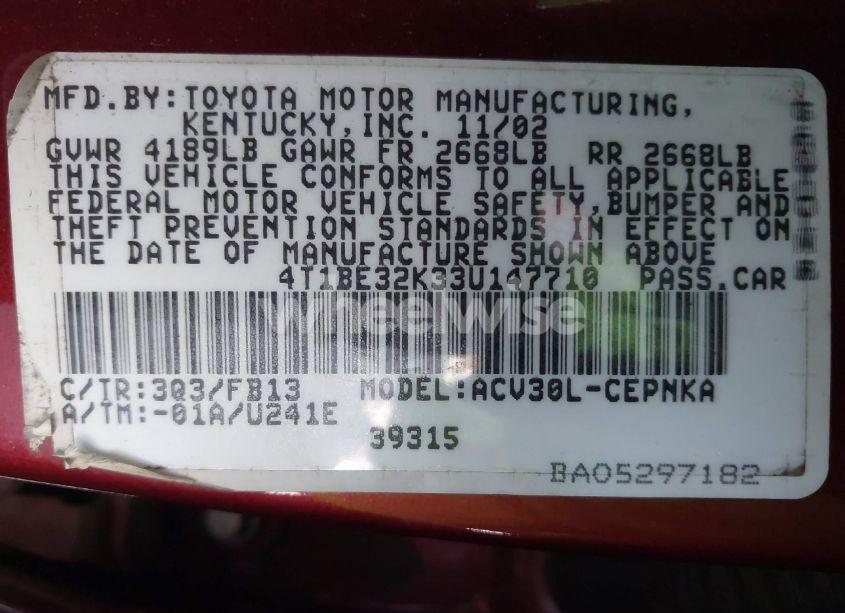 MFD.BY:TOYOTA MOTOR MANUFACTURING,
KENTUCKY,INC. 11/02
GVWR 4189LB GAWR FR 2668LB RR 2668LB
THIS VEHICLE CONFORMS TO ALL APPLICABLE
FEDERAL MOTOR VEHICLE SAFETY,BUMPER AND
THEFT PREVENTION STANDARDS IN EFFECT ON
THE DATE OF MANUFACTURE SHOWN ABOVE
4T1BE32K33U147710 PASS.CAR
wheelwise
C/TR:3Q3/FB13 MODEL:ACV30L-CEPNKA
A/TM:-01A/U241E
39315
BA05297182